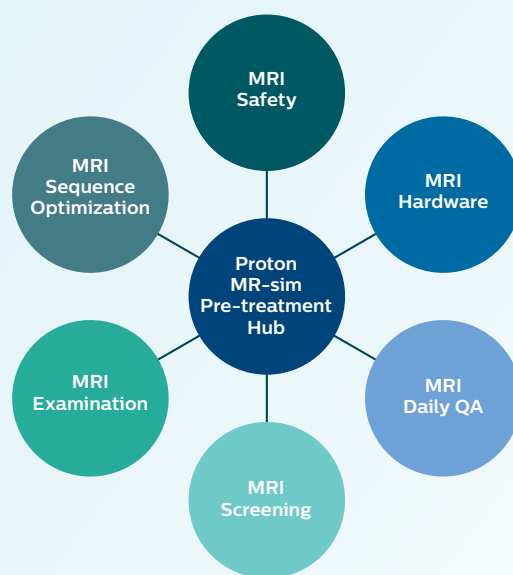 MRI
Safety
MRI
Hardware
MRI
Daily QA
MRI
Screening
MRI
Examination
MRI
Sequence
Optimization
Proton
MR-sim
Pre-treatment
Hub